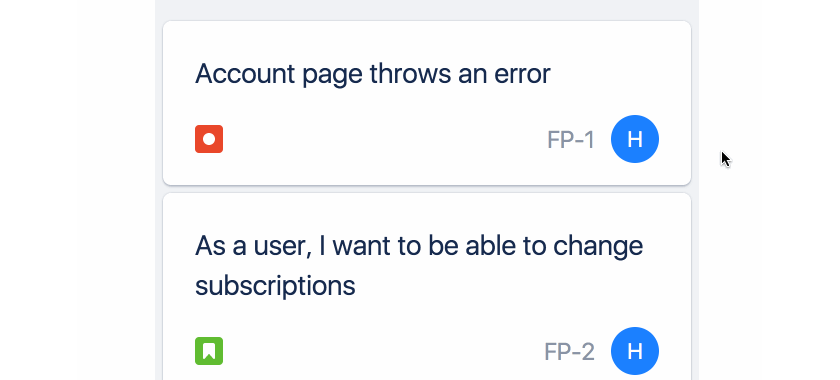 Account page throws an error
FP-1 H
As a user, I want to be able to change
subscriptions
FP-2 H